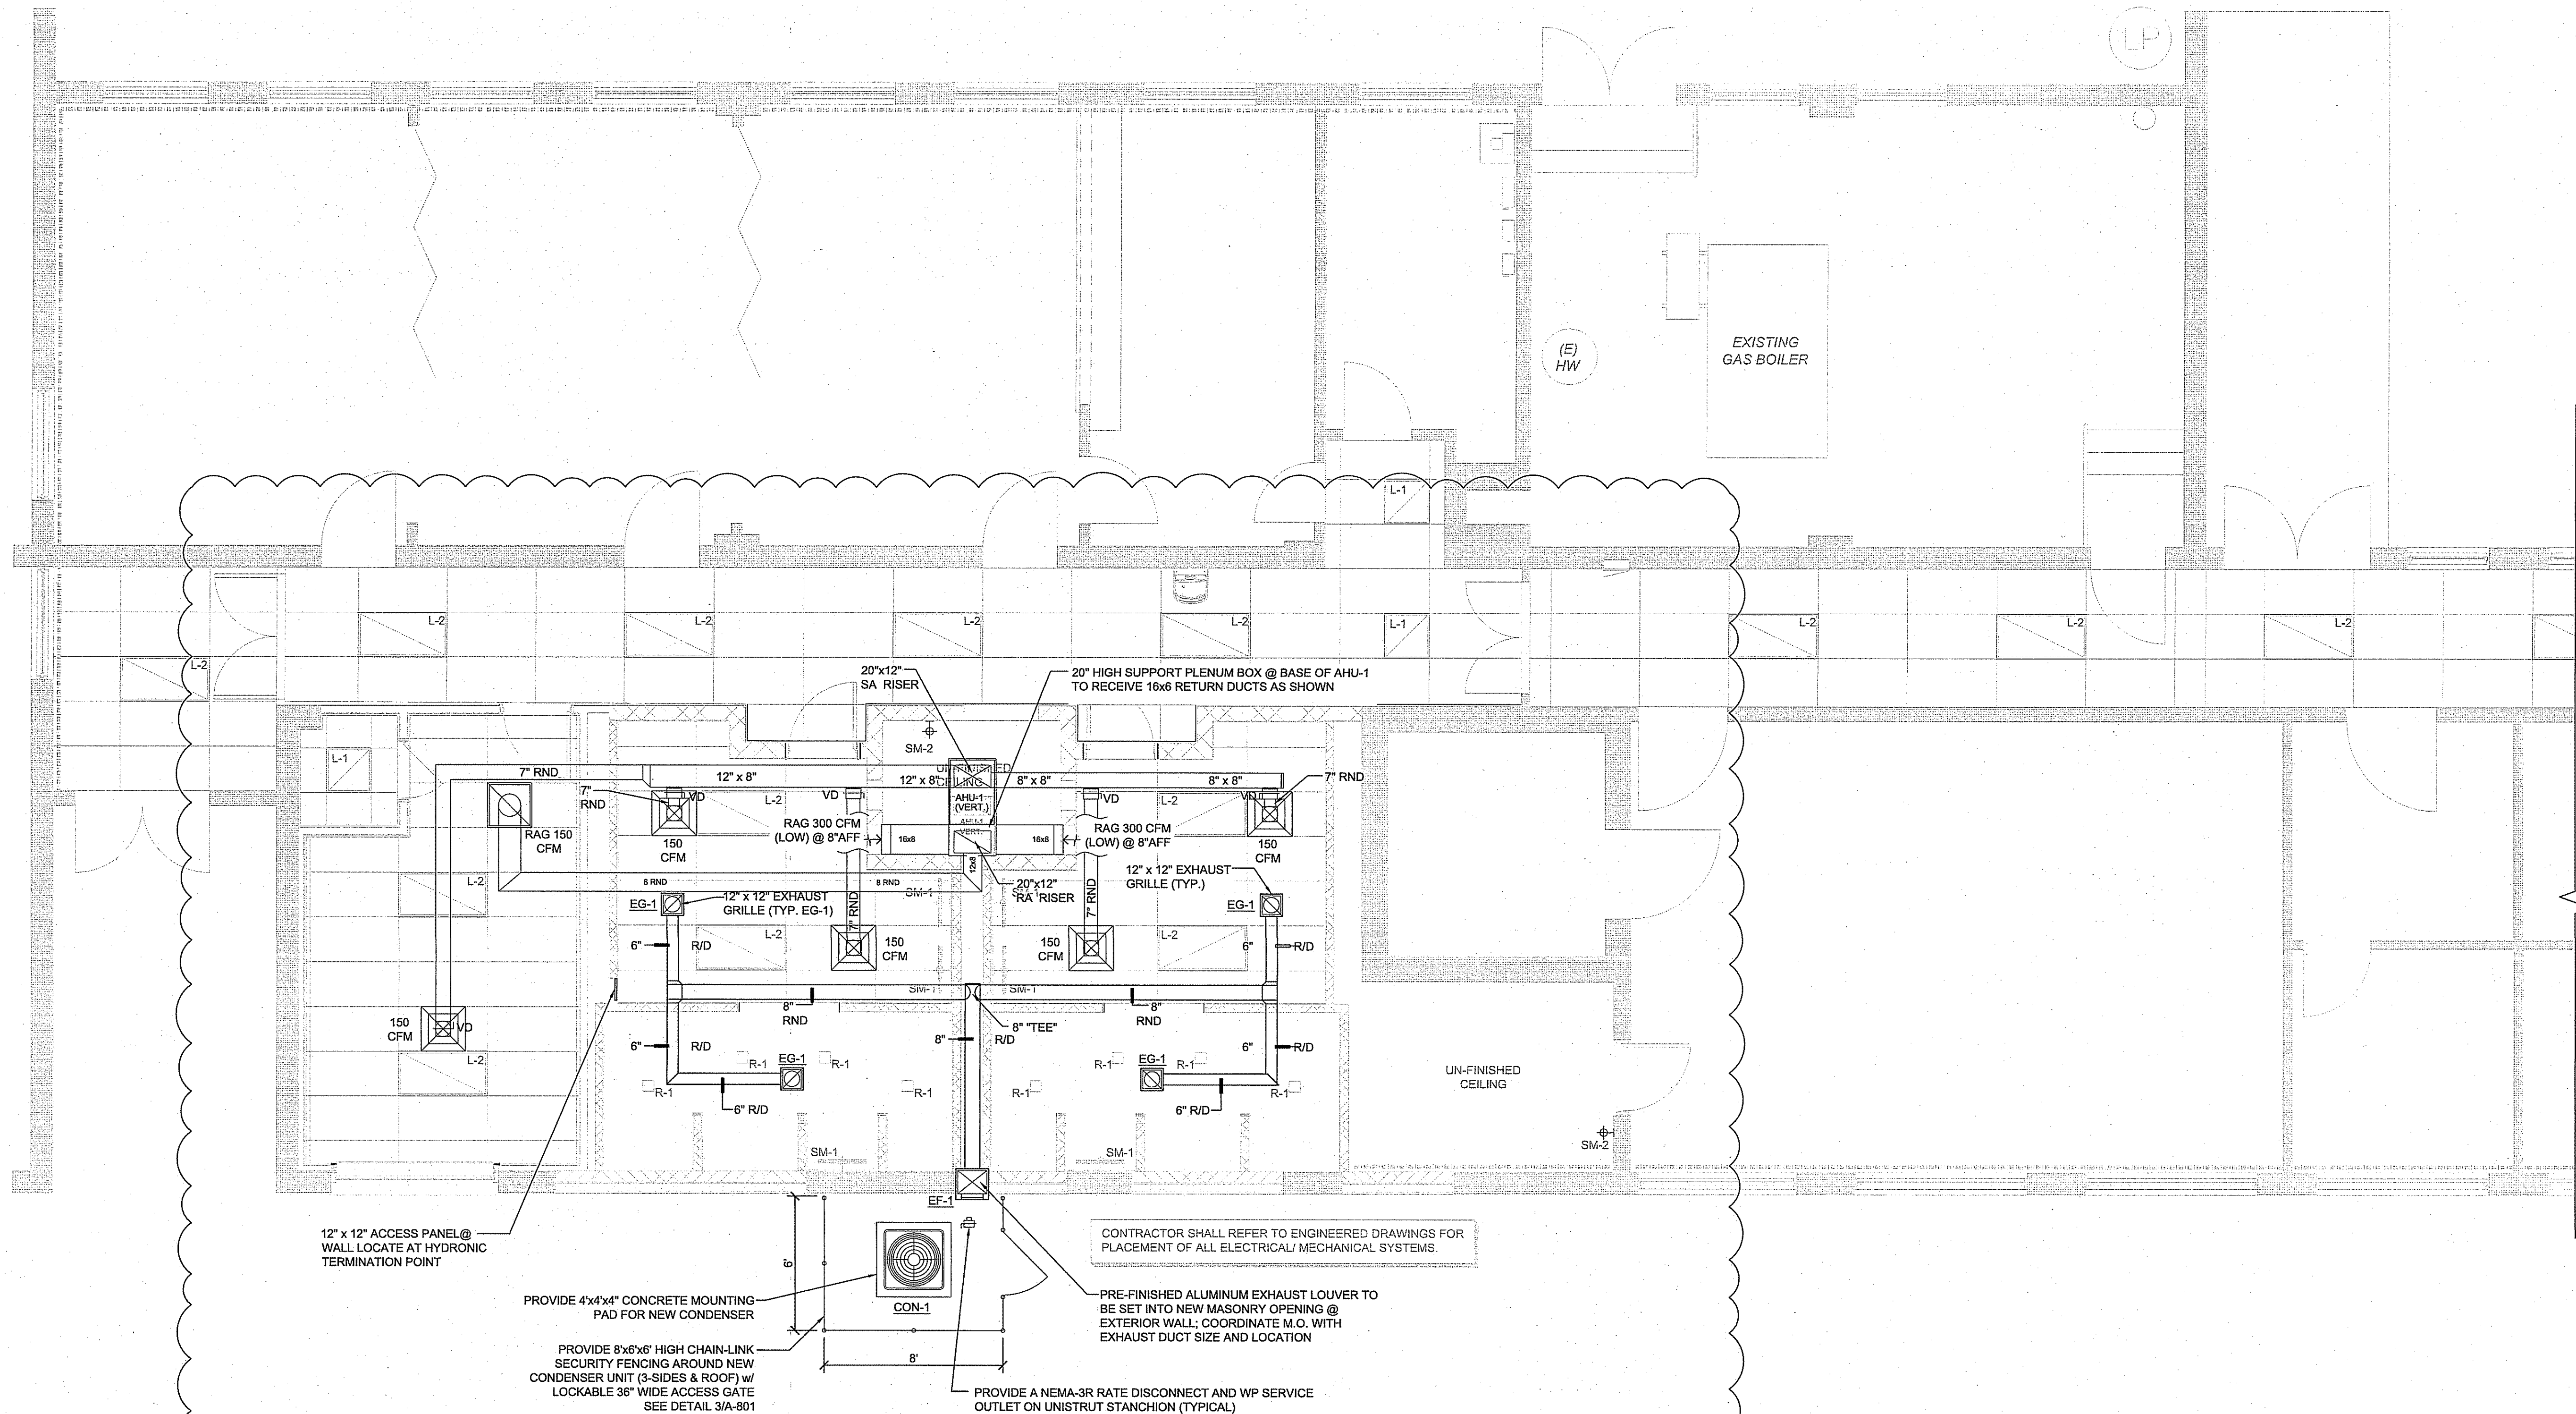 LP
(E)
HW
EXISTING
GAS BOILER
L-1
L-2
L-2
L-2
L-2
L-1
L-2
L-2
L-2
L-2
20"x12"
SA RISER
20" HIGH SUPPORT PLENUM BOX @ BASE OF AHU-1
TO RECEIVE 16x6 RETURN DUCTS AS SHOWN
SM-2
L-1
7" RND
12" x 8"
12" x 8"
8" x 8"
8" x 8"
7" RND
7"
RND
VD
L-2
VD
AHU-1
(VERT.)
AHU-1
VERT.
VD
L-2
VD
RAG 150
CFM
150
CFM
RAG 300 CFM
(LOW) @ 8"AFF
16x8
16x8
RAG 300 CFM
(LOW) @ 8"AFF
150
CFM
12x8
L-2
8 RND
8 RND
SM-1
20"x12"
RA RISER
SM-1
12" x 12" EXHAUST
GRILLE (TYP.)
EG-1
12" x 12" EXHAUST
GRILLE (TYP. EG-1)
7" RND
7" RND
EG-1
6"
R/D
L-2
150
CFM
150
CFM
L-2
6"
R/D
SM-1
SM-1
8"
RND
8"
RND
150
CFM
VD
8" "TEE"
8"
R/D
6"
R/D
6"
R/D
L-2
R-1
EG-1
R-1
R-1
R-1
R-1
EG-1
R-1
R-1
R-1
6" R/D
6" R/D
UN-FINISHED
CEILING
SM-2
SM-1
SM-1
EF-1
12" x 12" ACCESS PANEL@
WALL LOCATE AT HYDRONIC
TERMINATION POINT
CONTRACTOR SHALL REFER TO ENGINEERED DRAWINGS FOR
PLACEMENT OF ALL ELECTRICAL/ MECHANICAL SYSTEMS.
6'
CON-1
PROVIDE 4'x4'x4" CONCRETE MOUNTING
PAD FOR NEW CONDENSER
PRE-FINISHED ALUMINUM EXHAUST LOUVER TO
BE SET INTO NEW MASONRY OPENING @
EXTERIOR WALL; COORDINATE M.O. WITH
EXHAUST DUCT SIZE AND LOCATION
PROVIDE 8'x6'x6' HIGH CHAIN-LINK
SECURITY FENCING AROUND NEW
CONDENSER UNIT (3-SIDES & ROOF) w/
LOCKABLE 36" WIDE ACCESS GATE
SEE DETAIL 3/A-801
8'
PROVIDE A NEMA-3R RATE DISCONNECT AND WP SERVICE
OUTLET ON UNISTRUT STANCHION (TYPICAL)